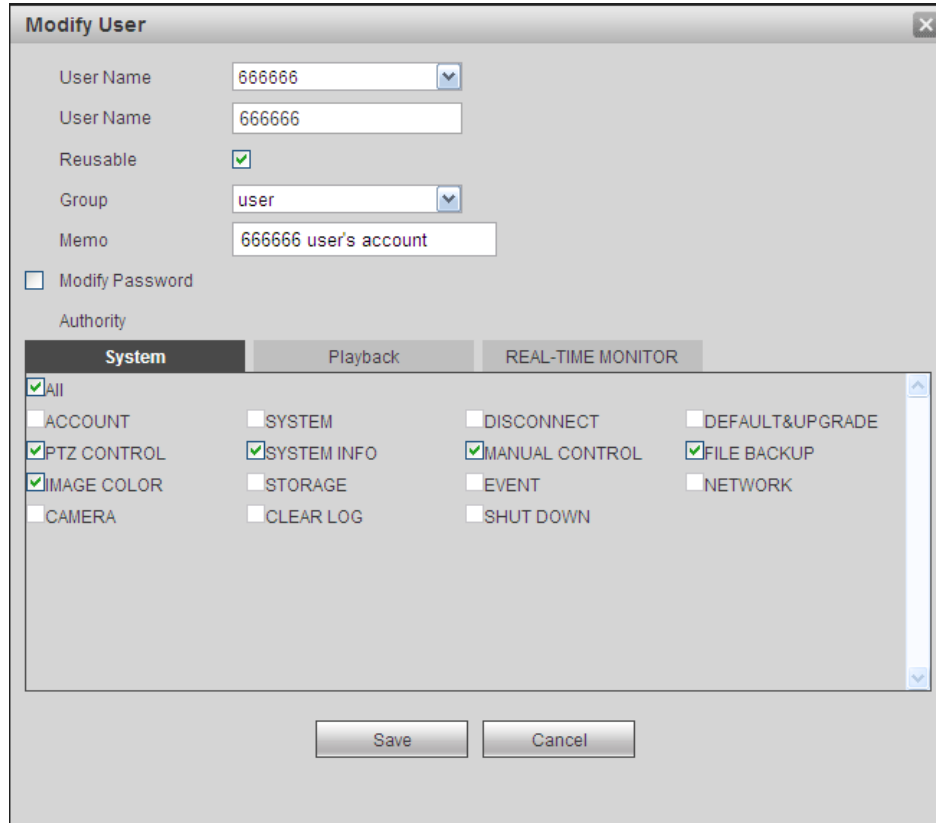 Modify User
User Name 666666
User Name 666666
Reusable
Group user
Memo 666666 user's account
Modify Password
Authority
System Playback REAL-TIME MONITOR
All
ACCOUNT SYSTEM DISCONNECT DEFAULT&UPGRADE
PTZ CONTROL SYSTEM INFO MANUAL CONTROL FILE BACKUP
IMAGE COLOR STORAGE EVENT NETWORK
CAMERA CLEAR LOG SHUT DOWN
Save Cancel